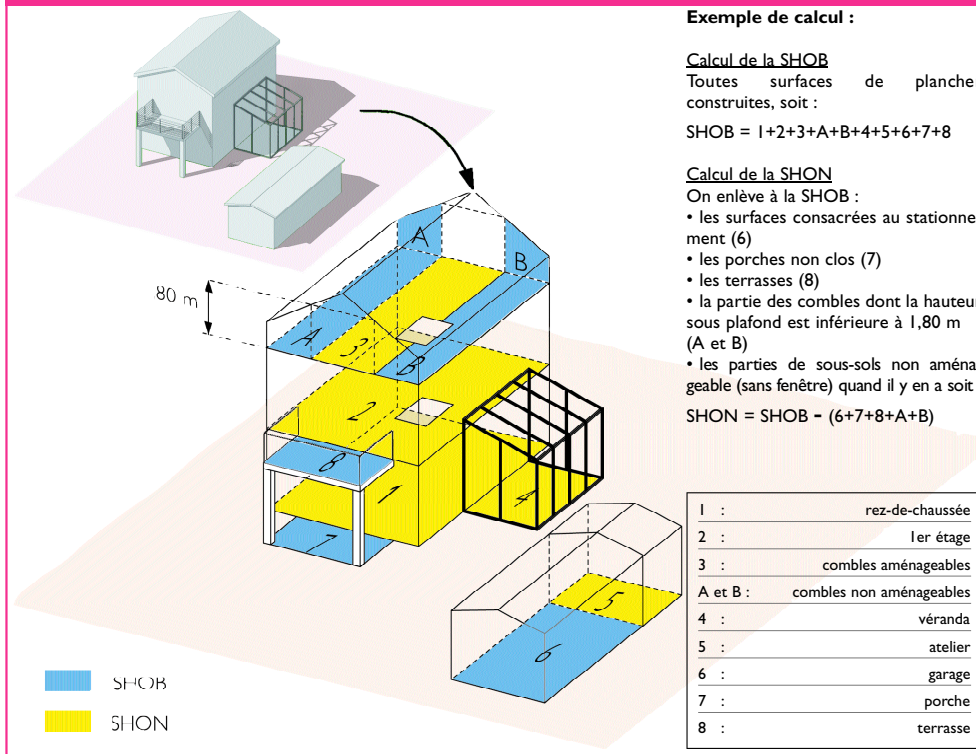 Exemple de calcul :
Calcul de la SHOB
Toutes surfaces de planche
construites, soit :
SHOB = 1+2+3+A+B+4+5+6+7+8
Calcul de la SHON
On enlève à la SHOB :
• les surfaces consacrées au stationne
ment (6)
• les porches non clos (7)
• les terrasses (8)
• la partie des combles dont la hauteu
sous plafond est inférieure à 1,80 m
(A et B)
• les parties de sous-sols non aména
geable (sans fenêtre) quand il y en a soit
SHON = SHOB - (6+7+8+A+B)
A
B
80 m
A
3
B
2
8
1
4
7
5
6
1 : rez-de-chaussée
2 : 1er étage
3 : combles aménageables
A et B : combles non aménageables
4 : véranda
5 : atelier
6 : garage
7 : porche
8 : terrasse
SHOB
SHON